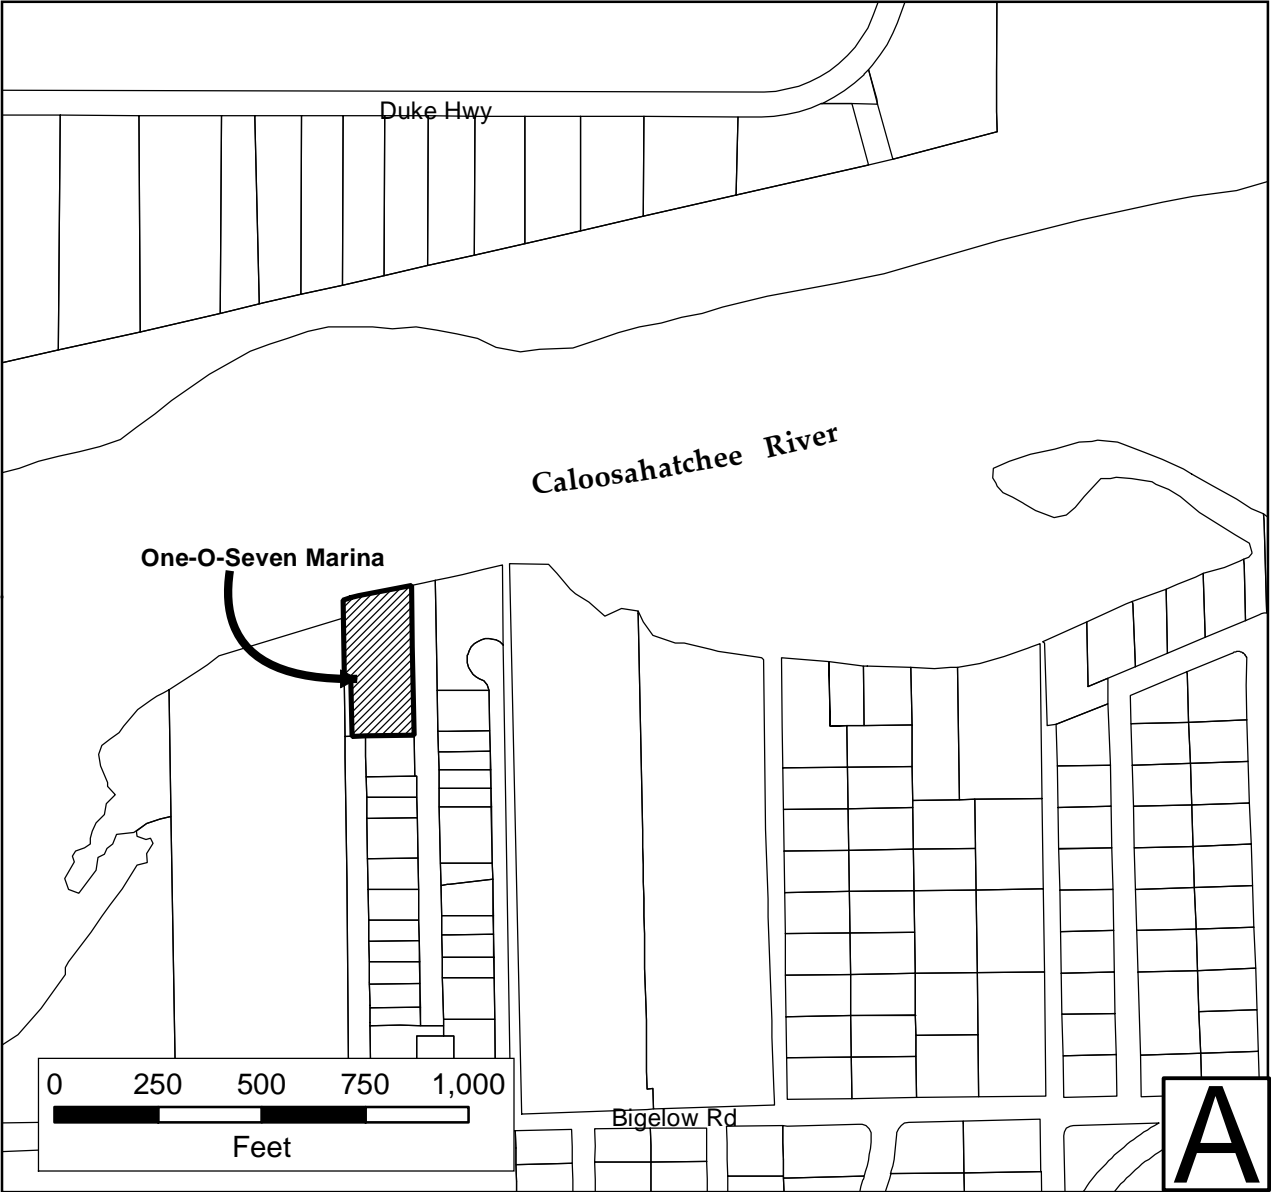 Duke Hwy
Caloosahatchee River
One-O-Seven Marina
0 250 500 750 1,000
Feet
Bigelow Rd
A